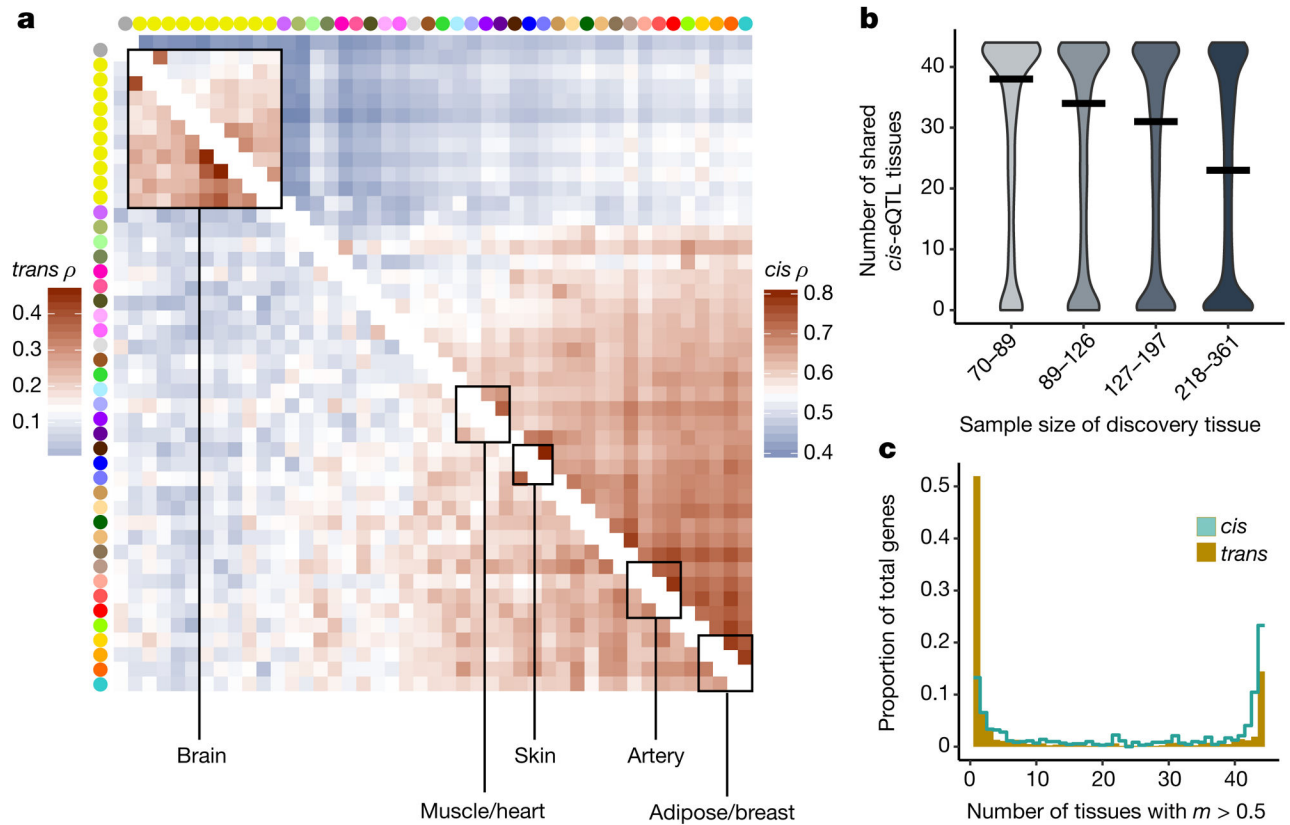 a
trans ρ
0.4
0.3
0.2
0.1
cis ρ
0.8
0.7
0.6
0.5
0.4
Brain
Muscle/heart
Skin
Artery
Adipose/breast
b
Number of shared
cis-eQTL tissues
40
30
20
10
0
70–89
89–126
127–197
218–361
Sample size of discovery tissue
c
Proportion of total genes
0.5
0.4
0.3
0.2
0.1
0
cis
trans
0
10
20
30
40
Number of tissues with m > 0.5